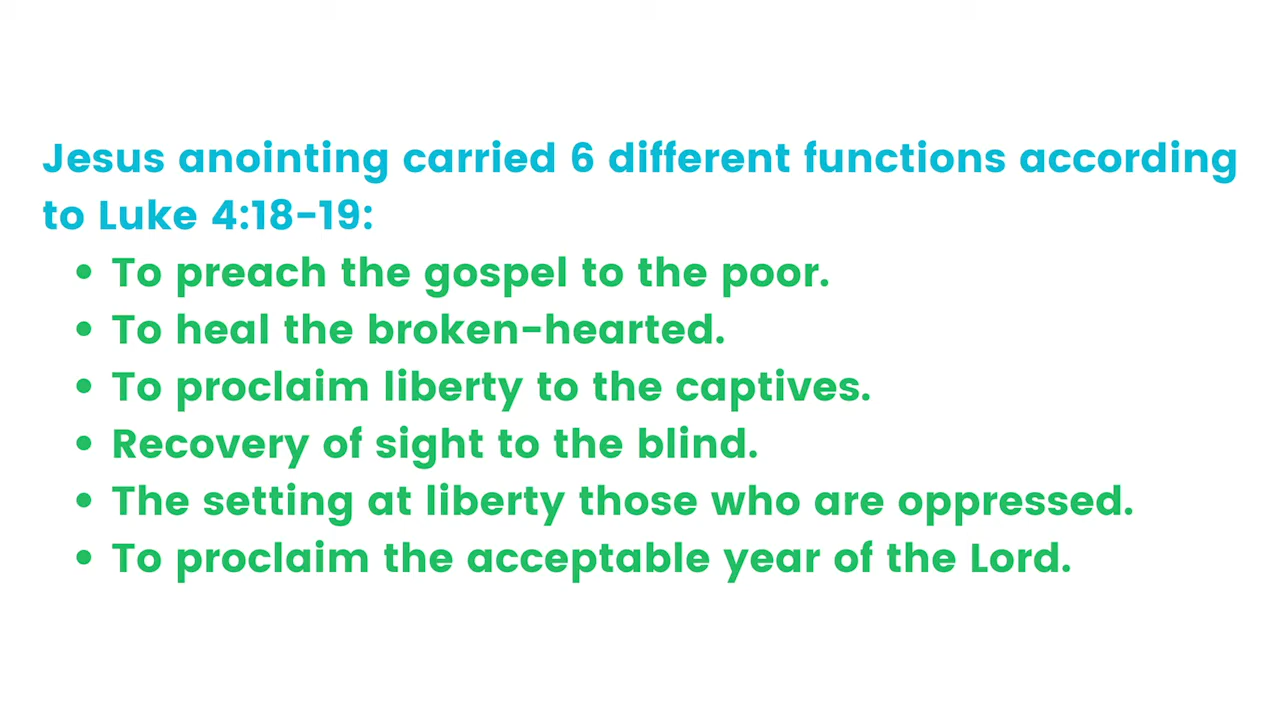 Jesus anointing carried 6 different functions according
to Luke 4:18-19:
• To preach the gospel to the poor.
• To heal the broken-hearted.
• To proclaim liberty to the captives.
• Recovery of sight to the blind.
• The setting at liberty those who are oppressed.
• To proclaim the acceptable year of the Lord.